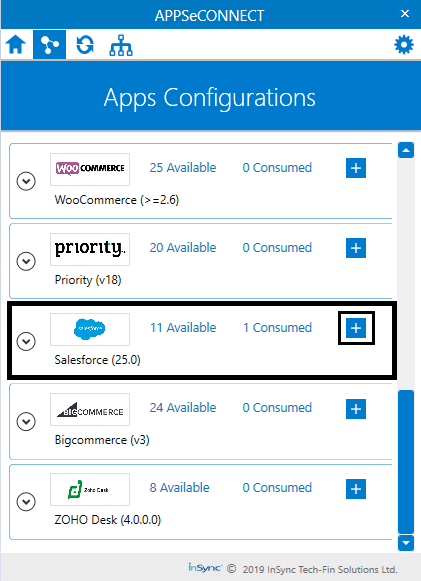 APPSeCONNECT
Apps Configurations
WOO COMMERCE 25 Available 0 Consumed
WooCommerce (>=2.6)
priority 20 Available 0 Consumed
Priority (v18)
salesforce 11 Available 1 Consumed
Salesforce (25.0)
BIGCOMMERCE 24 Available 0 Consumed
Bigcommerce (v3)
Zoho Desk 8 Available 0 Consumed
ZOHO Desk (4.0.0.0)
InSync © 2019 InSync Tech-Fin Solutions Ltd.